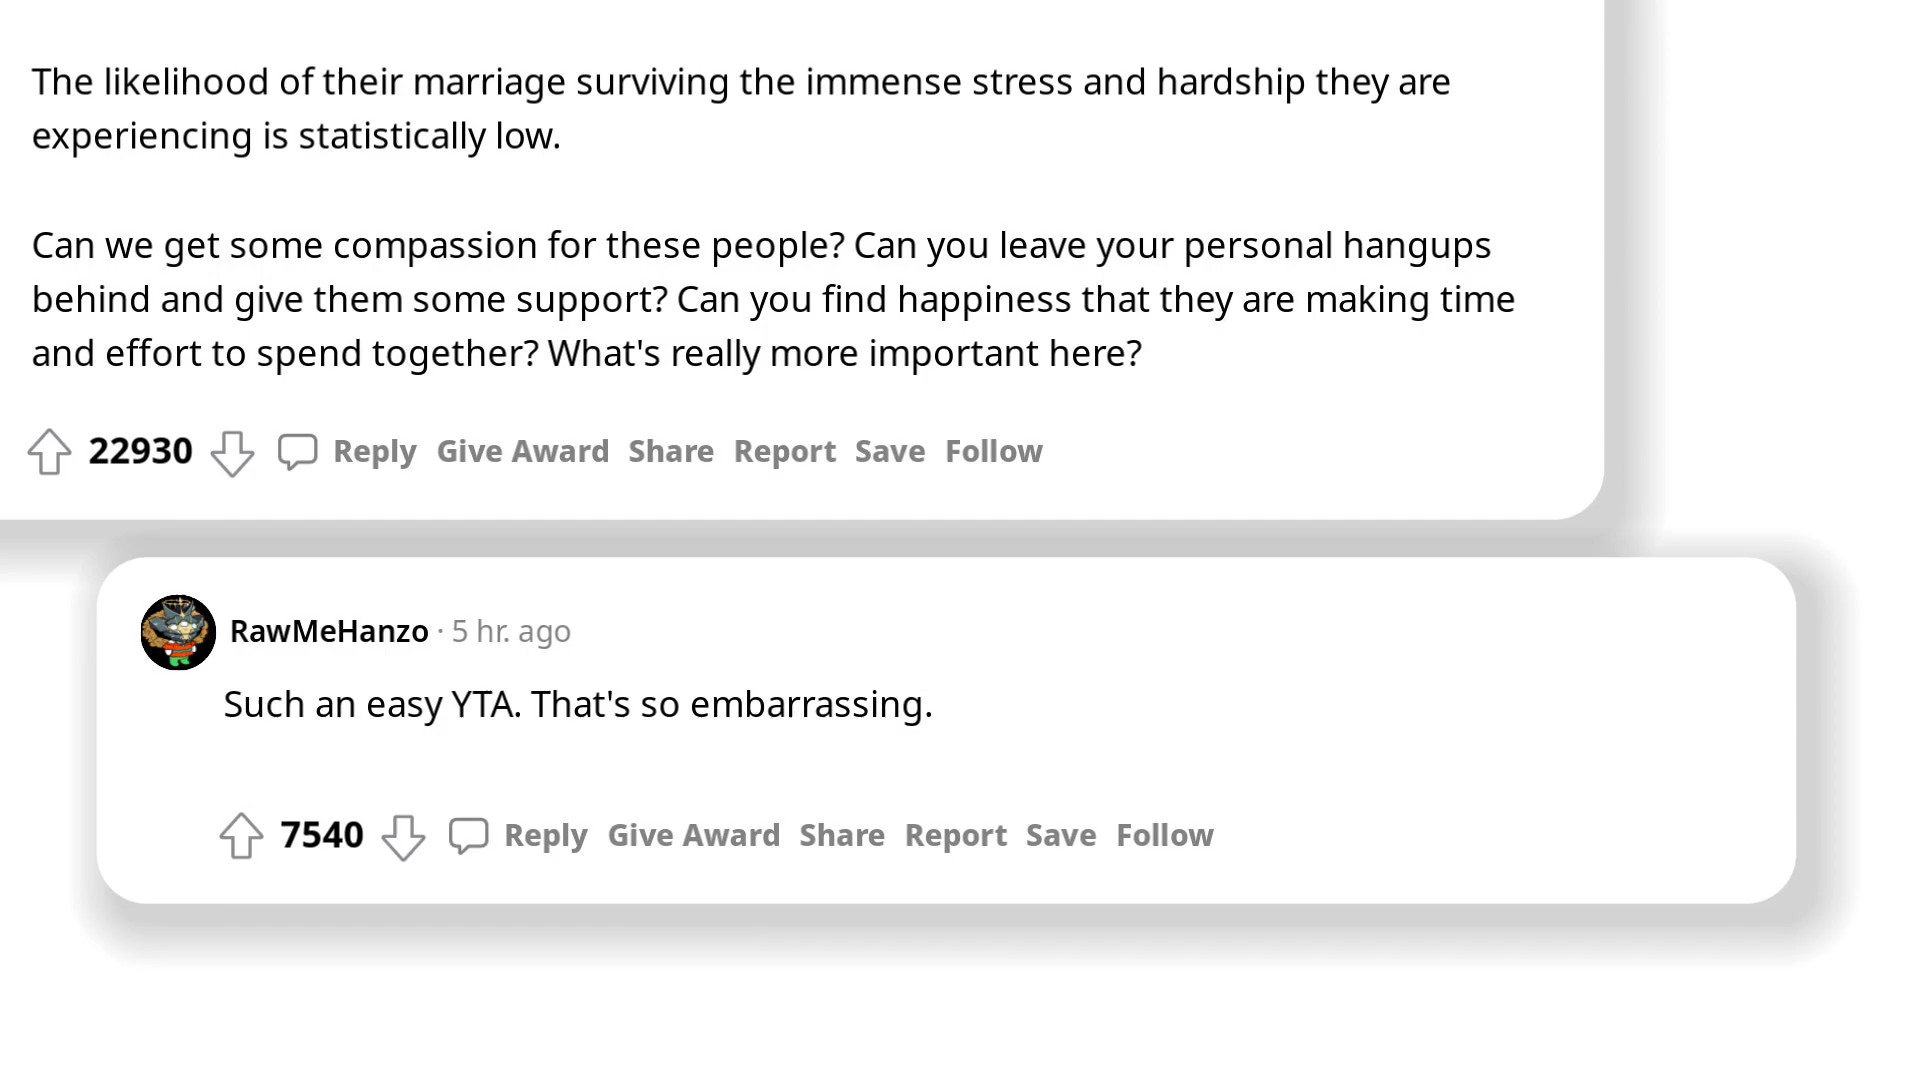 The likelihood of their marriage surviving the immense stress and hardship they are
experiencing is statistically low.
Can we get some compassion for these people? Can you leave your personal hangups
behind and give them some support? Can you find happiness that they are making time
and effort to spend together? What's really more important here?
22930 Reply Give Award Share Report Save Follow
RawMeHanzo · 5 hr. ago
Such an easy YTA. That's so embarrassing.
7540 Reply Give Award Share Report Save Follow